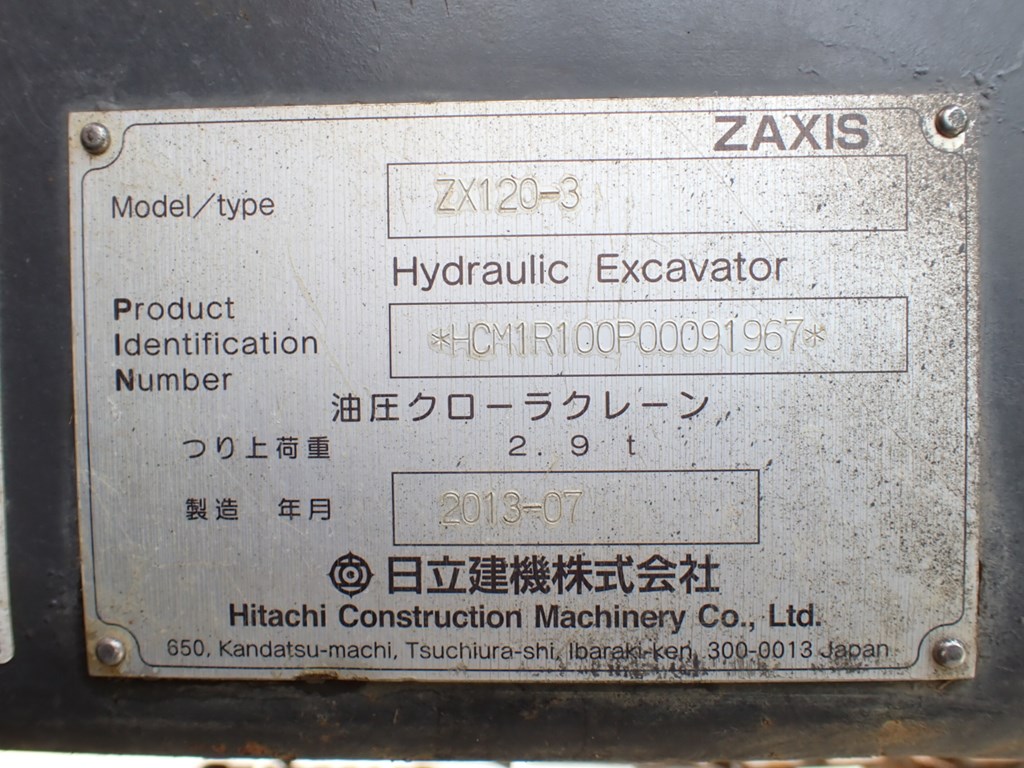 ZAXIS
Model/type ZX120-3
Hydraulic Excavator
Product
Identification *HCM1R100P00091967*
Number
油圧クローラクレーン
つり上荷重 2.9 t
製造 年月 2013-07
日立建機株式会社
Hitachi Construction Machinery Co., Ltd.
650, Kandatsu-machi, Tsuchiura-shi, Ibaraki-ken, 300-0013 Japan